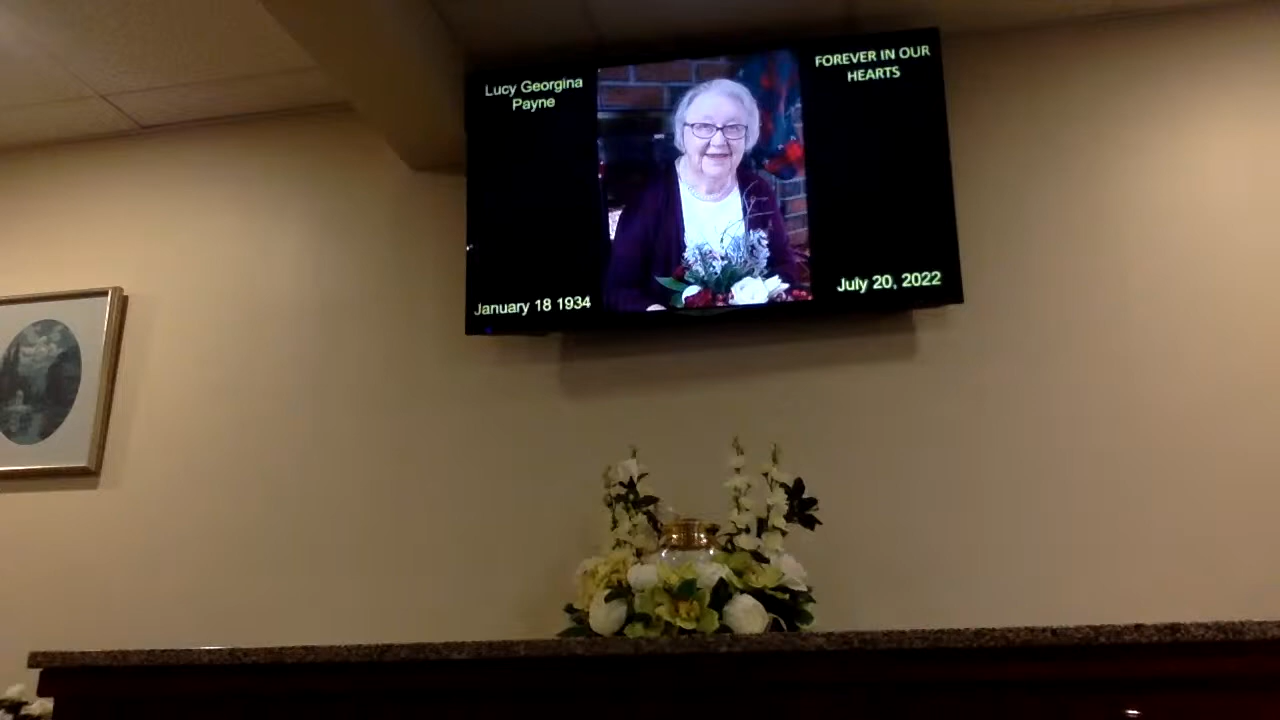 Lucy Georgina
Payne
January 18 1934
FOREVER IN OUR
HEARTS
July 20, 2022